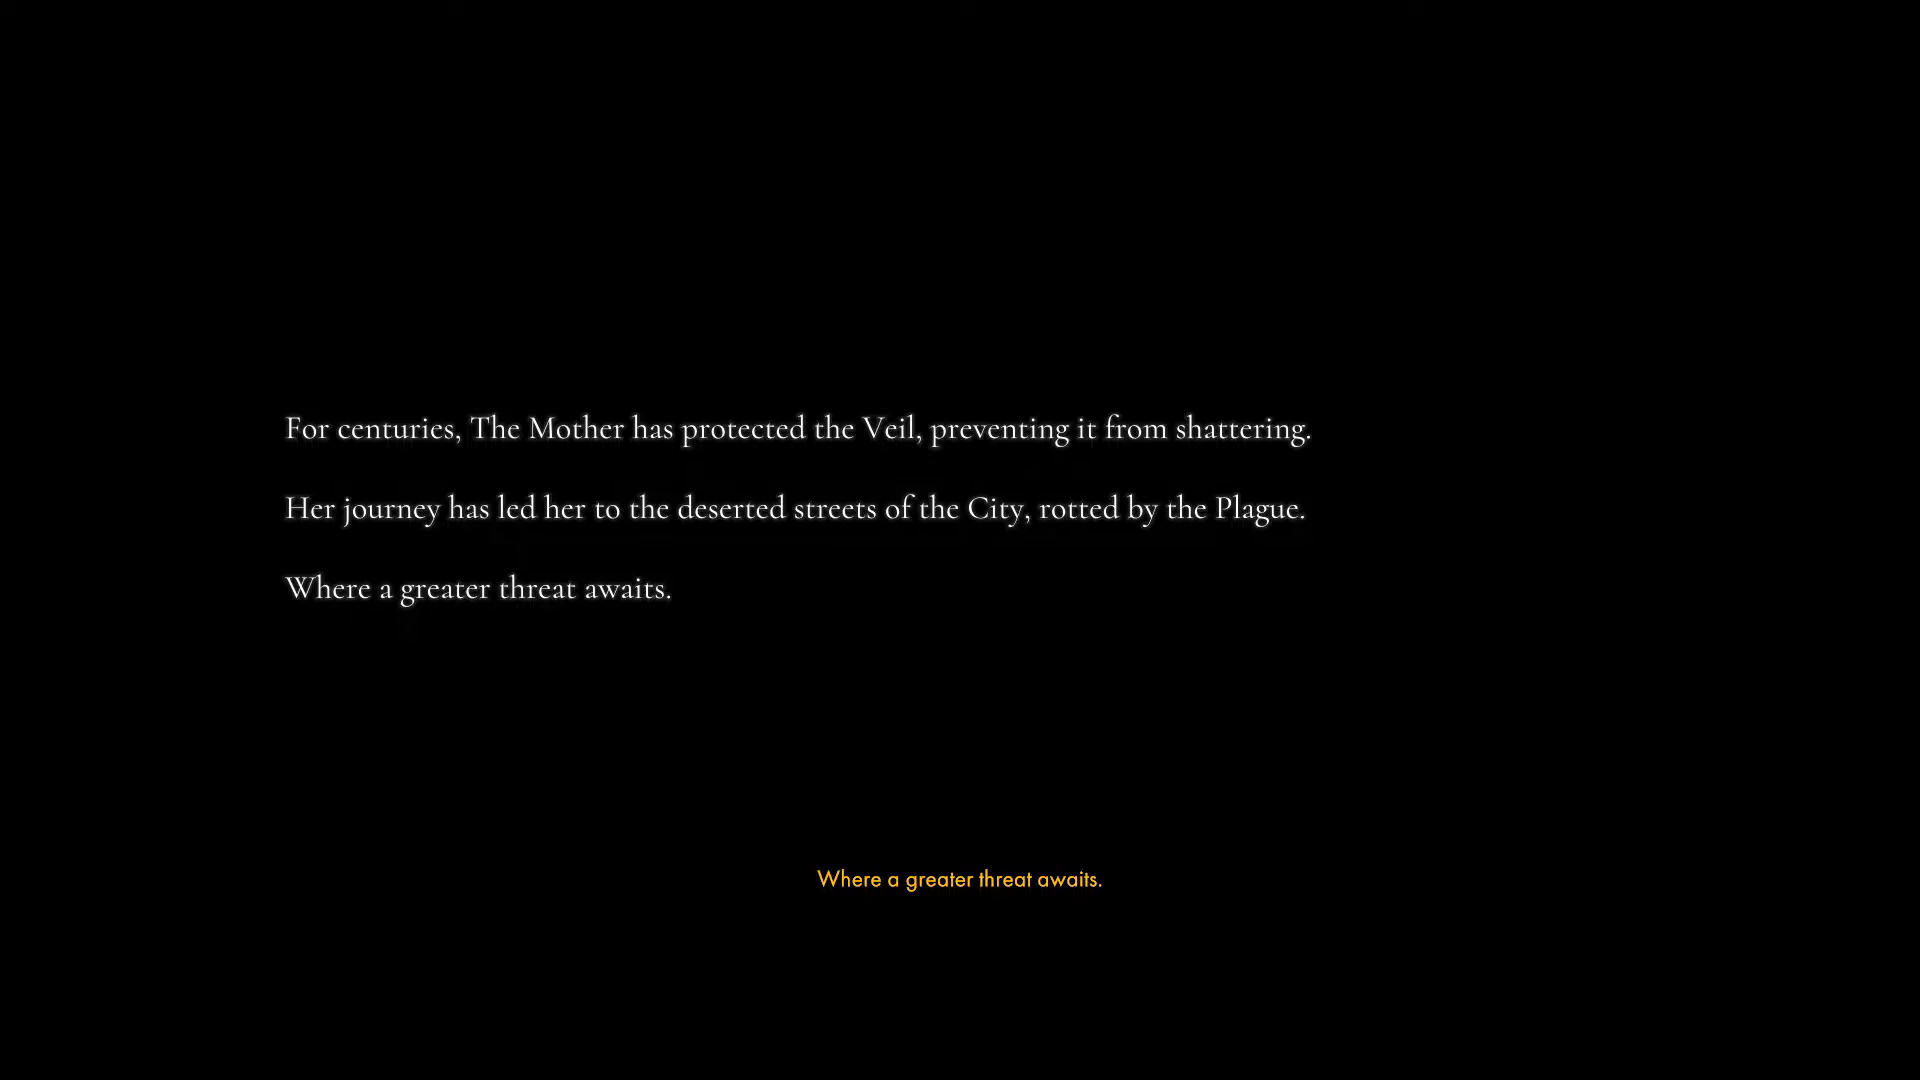 For centuries, The Mother has protected the Veil, preventing it from shattering.
Her journey has led her to the deserted streets of the City, rotted by the Plague.
Where a greater threat awaits.
Where a greater threat awaits.